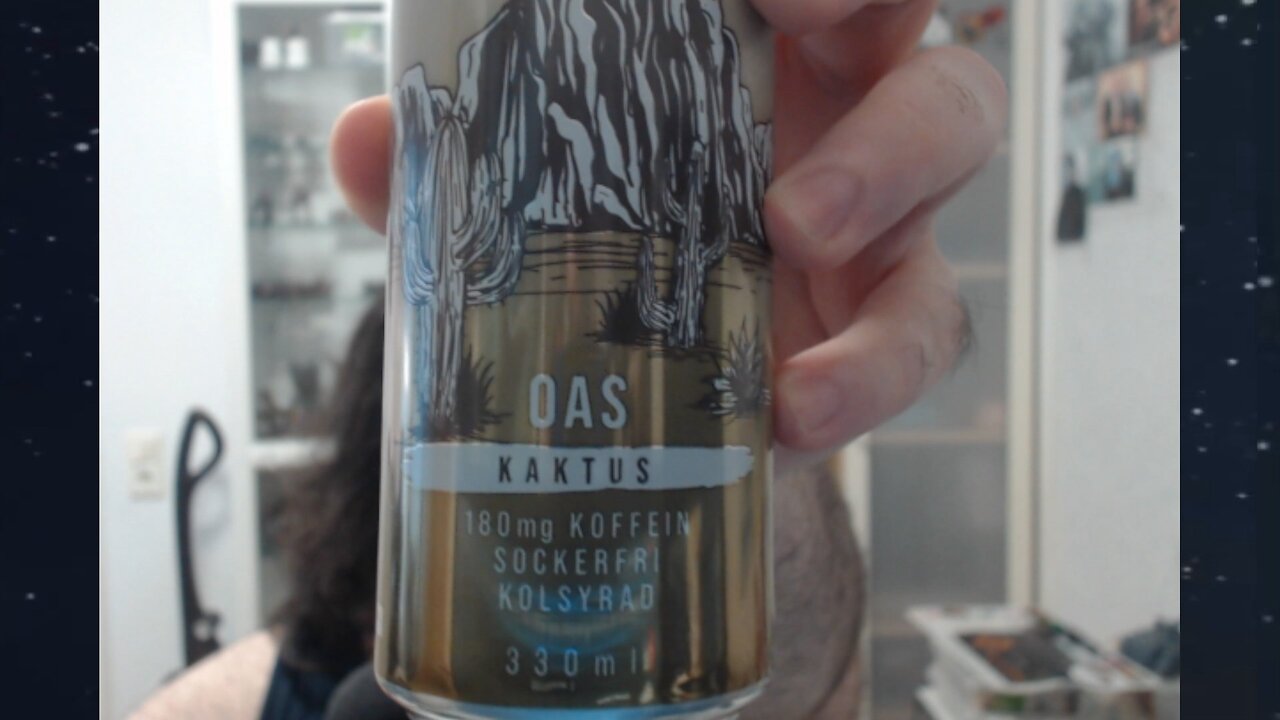 OAS
KAKTUS
180mg KOFFEIN
SOCKERFRI
KOLSYRAD
330ml